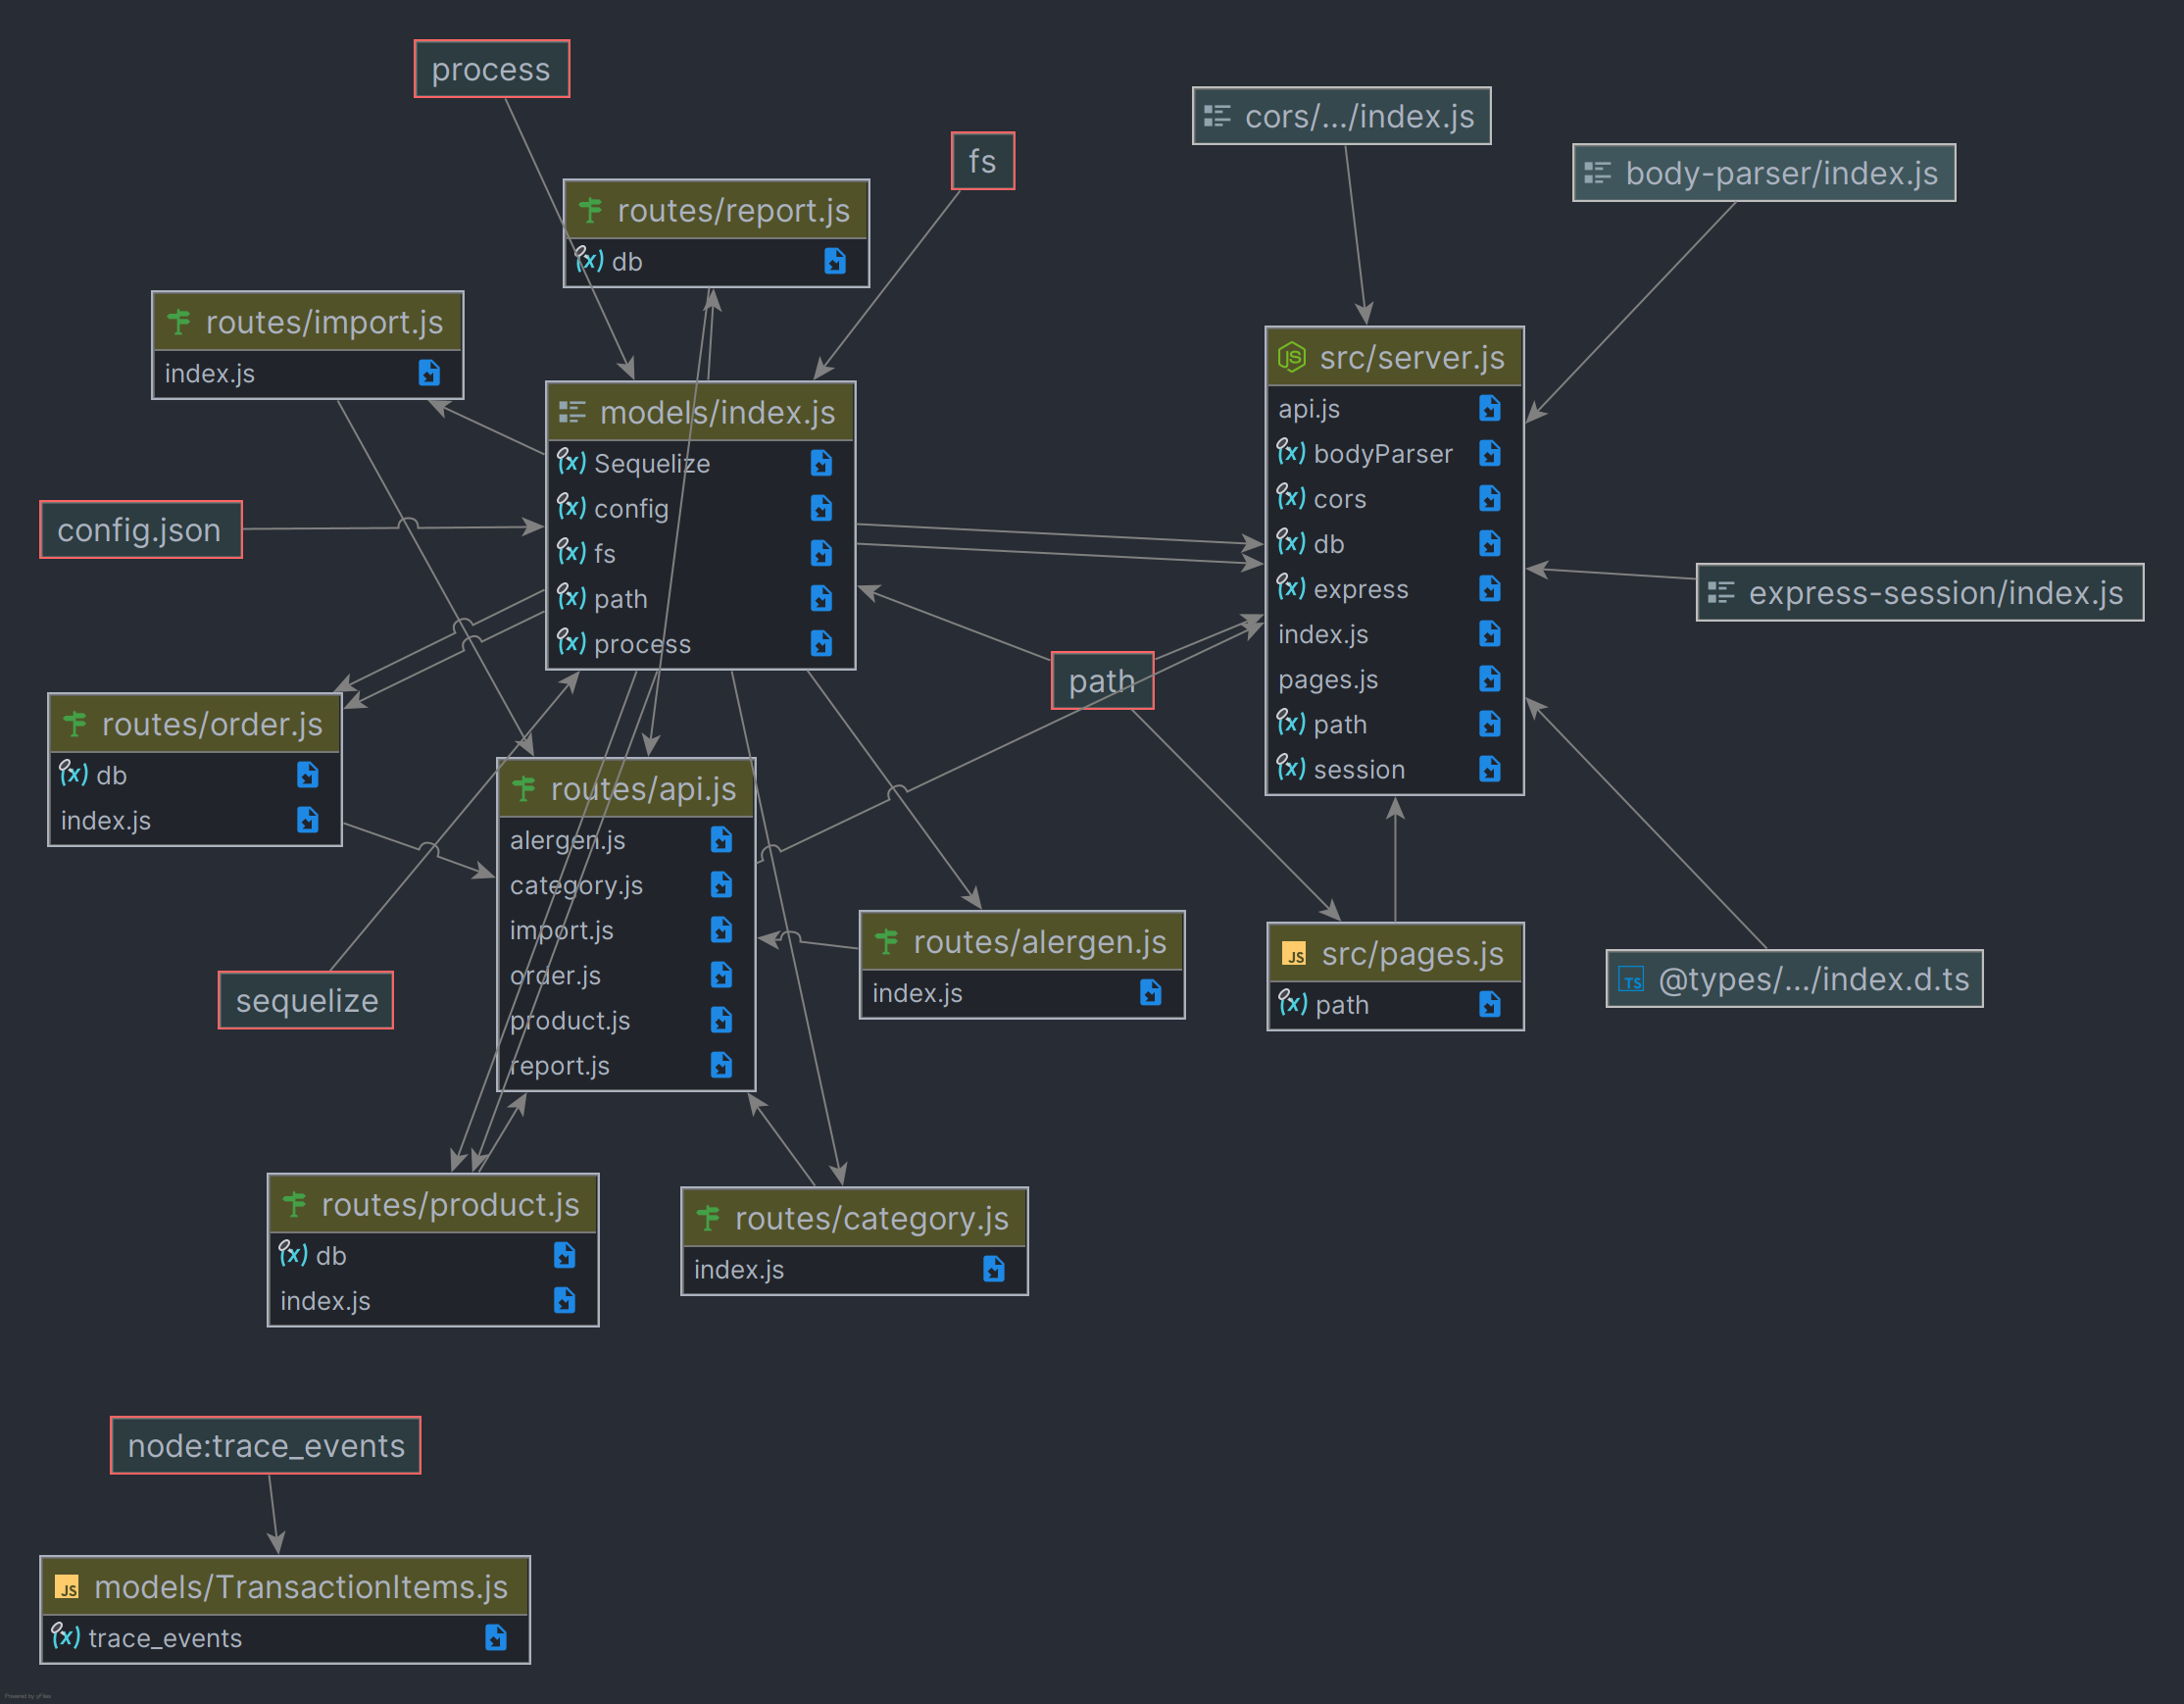 process
cors/.../index.js
fs
body-parser/index.js
routes/report.js
db
routes/import.js
index.js
src/server.js
api.js
bodyParser
cors
db
express
index.js
pages.js
path
session
models/index.js
Sequelize
config
fs
path
process
config.json
express-session/index.js
path
routes/order.js
db
index.js
routes/api.js
alergen.js
category.js
import.js
order.js
product.js
report.js
routes/alergen.js
index.js
src/pages.js
path
@types/.../index.d.ts
sequelize
routes/product.js
db
index.js
routes/category.js
index.js
node:trace_events
models/TransactionItems.js
trace_events
Powered by yFiles